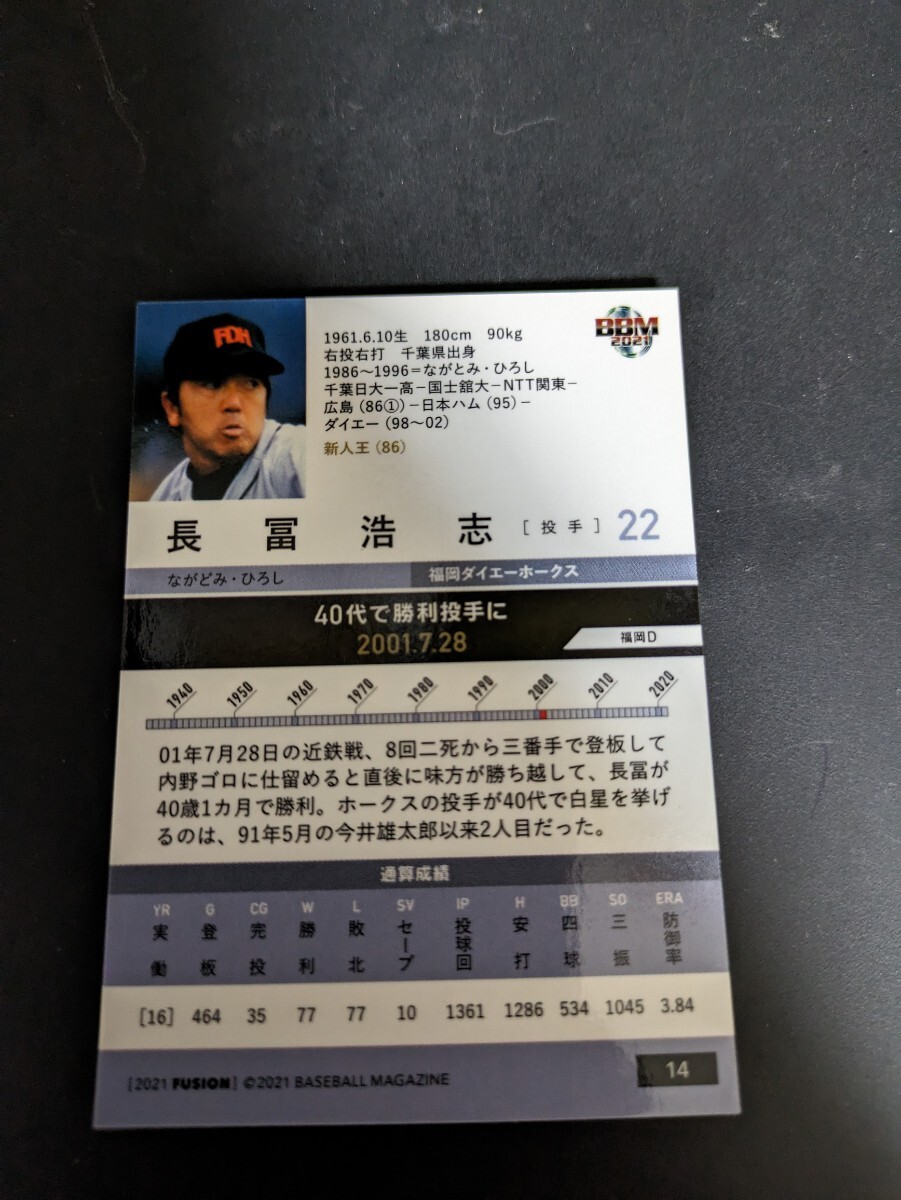 FDH
BBM
2021
1961.6.10生 180cm 90kg
右投右打 千葉県出身
1986〜1996=ながとみ・ひろし
千葉日大一高−国士舘大−NTT関東−
広島(86①)−日本ハム(95)−
ダイエー(98〜02)
新人王(86)
長冨浩志 [投手] 22
ながどみ・ひろし 福岡ダイエーホークス
40代で勝利投手に
2001.7.28
福岡D
1940 1950 1960 1970 1980 1990 2000 2010 2020
01年7月28日の近鉄戦、8回二死から三番手で登板して
内野ゴロに仕留めると直後に味方が勝ち越して、長冨が
40歳1カ月で勝利。ホークスの投手が40代で白星を挙げ
るのは、91年5月の今井雄太郎以来2人目だった。
通算成績
YR G CG W L SV IP H BB SO ERA
実働 登板 完投 勝利 敗北 セーブ 投球回 安打 四球 三振 防御率
[16] 464 35 77 77 10 1361 1286 534 1045 3.84
[2021 FUSION] ©2021 BASEBALL MAGAZINE
14